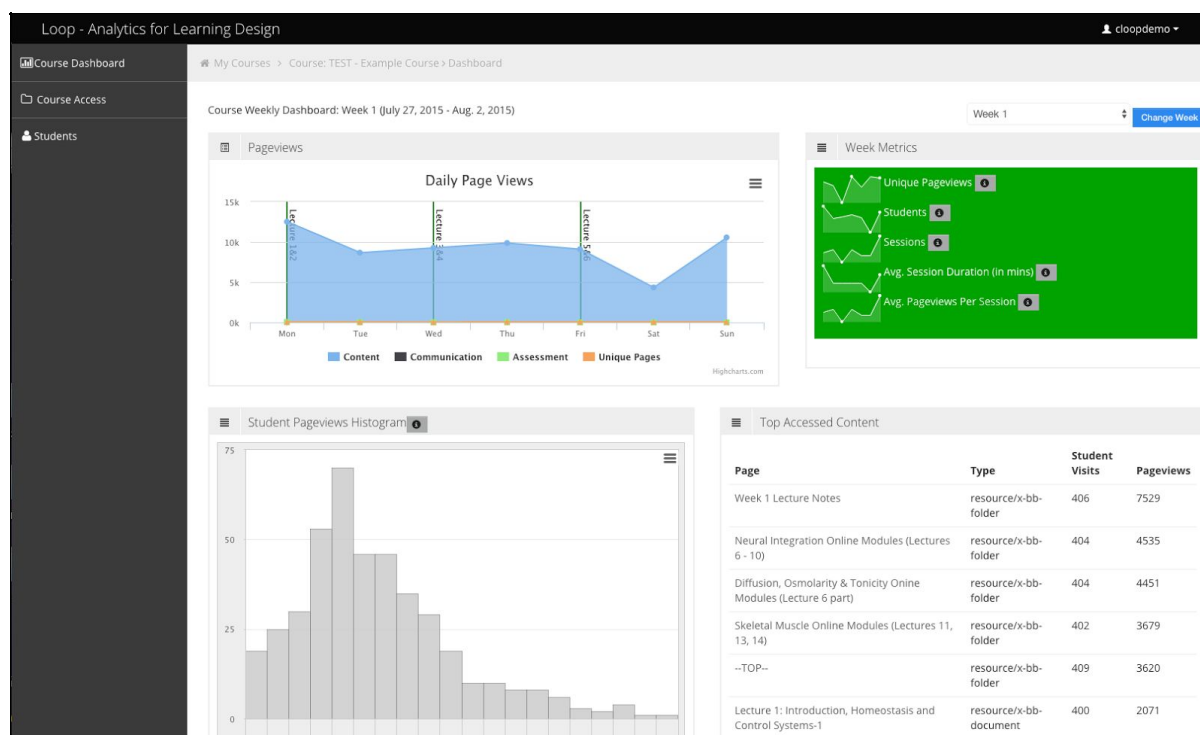 Loop - Analytics for Learning Design
cloopdemo
Course Dashboard
My Courses > Course: TEST - Example Course > Dashboard
Course Access
Students
Course Weekly Dashboard: Week 1 (July 27, 2015 - Aug. 2, 2015)
Week 1
Change Week
Pageviews
Daily Page Views
15k
10k
5k
0k
Lecture 1&2
Lecture 3&4
Lecture 5&6
Mon Tue Wed Thu Fri Sat Sun
Content Communication Assessment Unique Pages
Highcharts.com
Week Metrics
Unique Pageviews
Students
Sessions
Avg. Session Duration (in mins)
Avg. Pageviews Per Session
Student Pageviews Histogram
75
50
25
0
Top Accessed Content
Page Type Student Visits Pageviews
Week 1 Lecture Notes resource/x-bb- 406 7529
folder
Neural Integration Online Modules (Lectures resource/x-bb- 404 4535
6 - 10) folder
Diffusion, Osmolarity & Tonicity Onine resource/x-bb- 404 4451
Modules (Lecture 6 part) folder
Skeletal Muscle Online Modules (Lectures 11, resource/x-bb- 402 3679
13, 14) folder
--TOP-- resource/x-bb- 409 3620
folder
Lecture 1: Introduction, Homeostasis and resource/x-bb- 400 2071
Control Systems-1 document